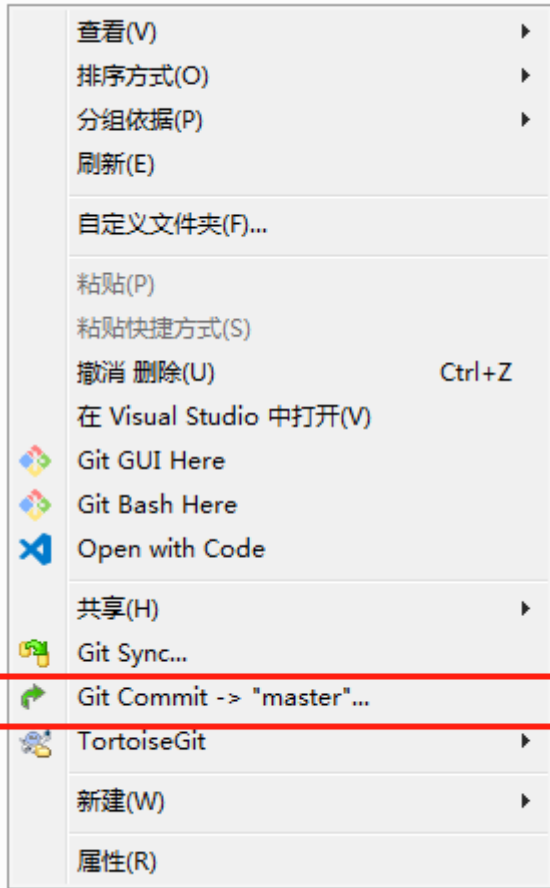 查看(V)
排序方式(O)
分组依据(P)
刷新(E)
自定义文件夹(F)...
粘贴(P)
粘贴快捷方式(S)
撤消 删除(U) Ctrl+Z
在 Visual Studio 中打开(V)
Git GUI Here
Git Bash Here
Open with Code
共享(H)
Git Sync...
Git Commit -> "master"...
TortoiseGit
新建(W)
属性(R)